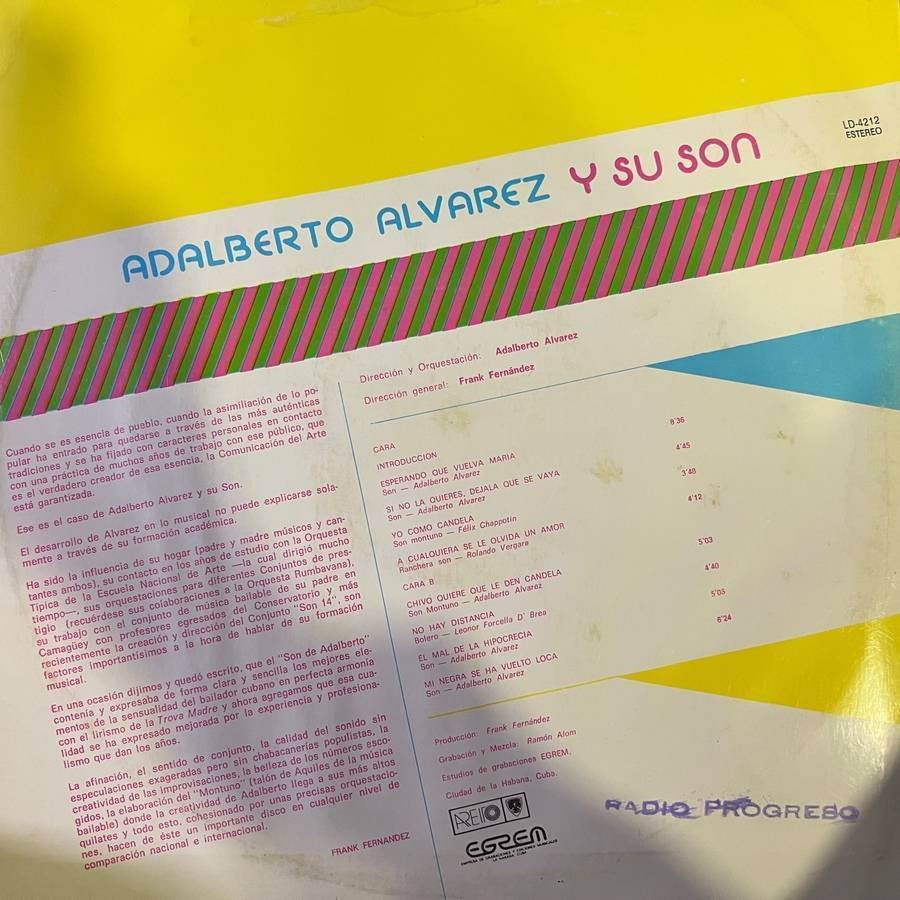 LD-4212
ESTEREO
ADALBERTO ALVAREZ Y SU SON
Cuando se es esencia de pueblo, cuando la asimiliación de lo po-
pular ha entrado para quedarso a través de las más auténticas
tradiciones y se ha fijado con caracteres personales en contacto
con una práctica de muchos años de trabajo con ese público, que
es el verdadero creador de esa esencia, la Comunicación del Arte
está garantizada.
Ese es el caso de Adalberto Alvarez y su Son.
El desarrollo de Alvarez en lo musical no puede explicarse sola-
mente a través de su formación académica.
Ha sido la influencia de su hogar (padre y madre músicos y can-
tantes ambos), su contacto en los años de estudio con la Orquesta
Típica de la Escuela Nacional de Arte —la cual dirigió mucho
tiempo—, sus orquestaciones para diferentes Conjuntos de pres-
tigio (recuérdese sus colaboraciones a la Orquesta Rumbavana),
su trabajo con el conjunto de música bailable de su padre en
Camagüey con profesores egresados del Conservatorio y más
recientemente la creación y dirección del Conjunto "Son 14", son
factores importantísimos a la hora de hablar de su formación
musical.
En una ocasión dijimos y quedó escrito, que el "Son de Adalberto"
contenía y expresaba de forma clara y sencilla los mejores ele-
mentos de la sensualidad del bailador cubano en perfecta armonía
con el lirismo de la Trova Madre y ahora agregamos que esa cua-
lidad se ha expresado mejorada por la experiencia y profesiona-
lismo que dan los años.
La afinación, el sentido de conjunto, la calidad del sonido sin
especulaciones exageradas pero sin chabacanerías populistas, la
creatividad de las improvisaciones, la belleza de los números esco-
gidos, la elaboración del "Montuno" (talón de Aquiles de la música
bailable) donde la creatividad de Adalberto llega a sus más altos
quilates y todo esto, cohesionado por unas precisas orquestacio-
nes, hacen de éste un importante disco en cualquier nivel de
comparación nacional e internacional.
FRANK FERNANDEZ
Dirección y Orquestación: Adalberto Alvarez
Dirección general: Frank Fernández
CARA
INTRODUCCION 8'36
ESPERANDO QUE VUELVA MARIA
Son — Adalberto Alvarez
SI NO LA QUIERES, DEJALA QUE SE VAYA 4'45
Son — Adalberto Alvarez
YO COMO CANDELA 3'48
Son montuno — Félix Chappotín
A CUALQUIERA SE LE OLVIDA UN AMOR 4'12
Ranchera son — Rolando Vergara
CARA B
CHIVO QUIERE QUE LE DEN CANDELA 5'03
Son Montuno — Adalberto Alvarez
NO HAY DISTANCIA 4'40
Bolero — Leonor Forcella D' Brea
EL MAL DE LA HIPOCRECIA 5'05
Son — Adalberto Alvarez
MI NEGRA SE HA VUELTO LOCA 6'24
Son — Adalberto Alvarez
Producción: Frank Fernández
Grabación y Mezcla: Ramón Alom
Estudios de grabaciones EGREM.
Ciudad de la Habana, Cuba.
AREITO
EGREM
EMPRESA DE GRABACIONES Y EDICIONES MUSICALES
LA HABANA CUBA
RADIO PROGRESO